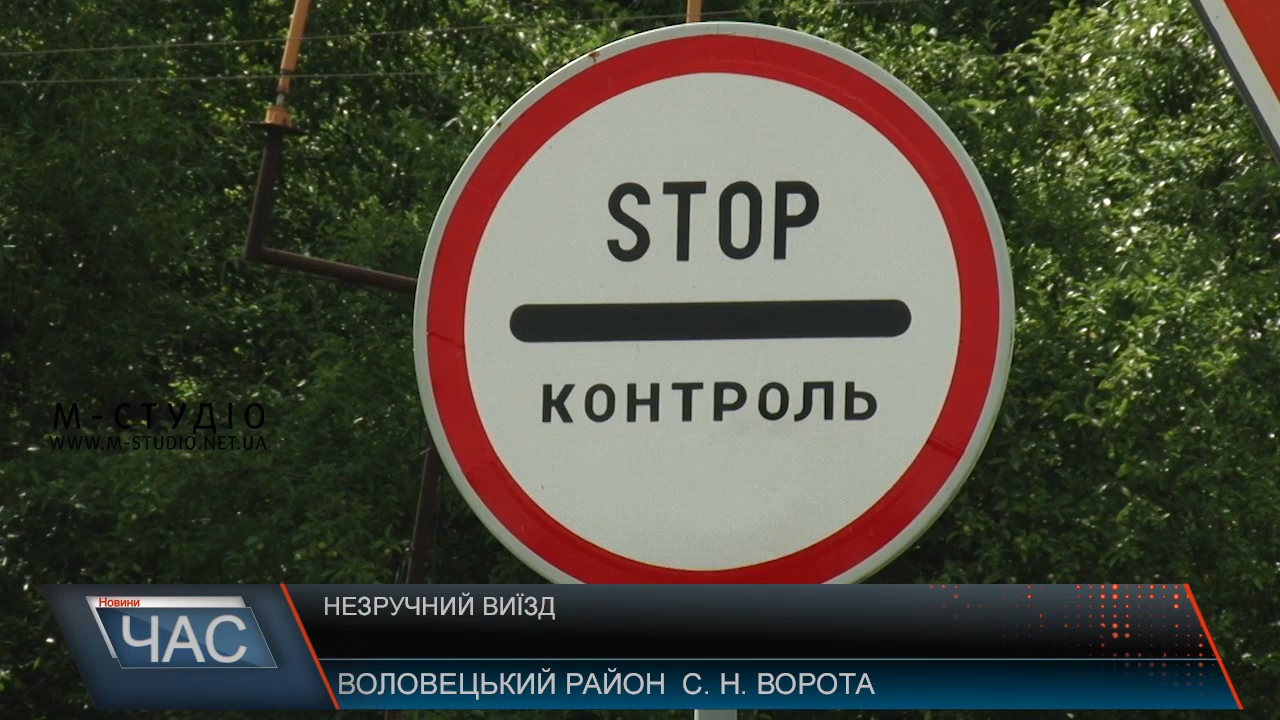 STOP
КОНТРОЛЬ
М-СТУДІО
WWW.M-STUDIO.NET.UA
Новини
ЧАС
НЕЗРУЧНИЙ ВИЇЗД
ВОЛОВЕЦЬКИЙ РАЙОН С. Н. ВОРОТА